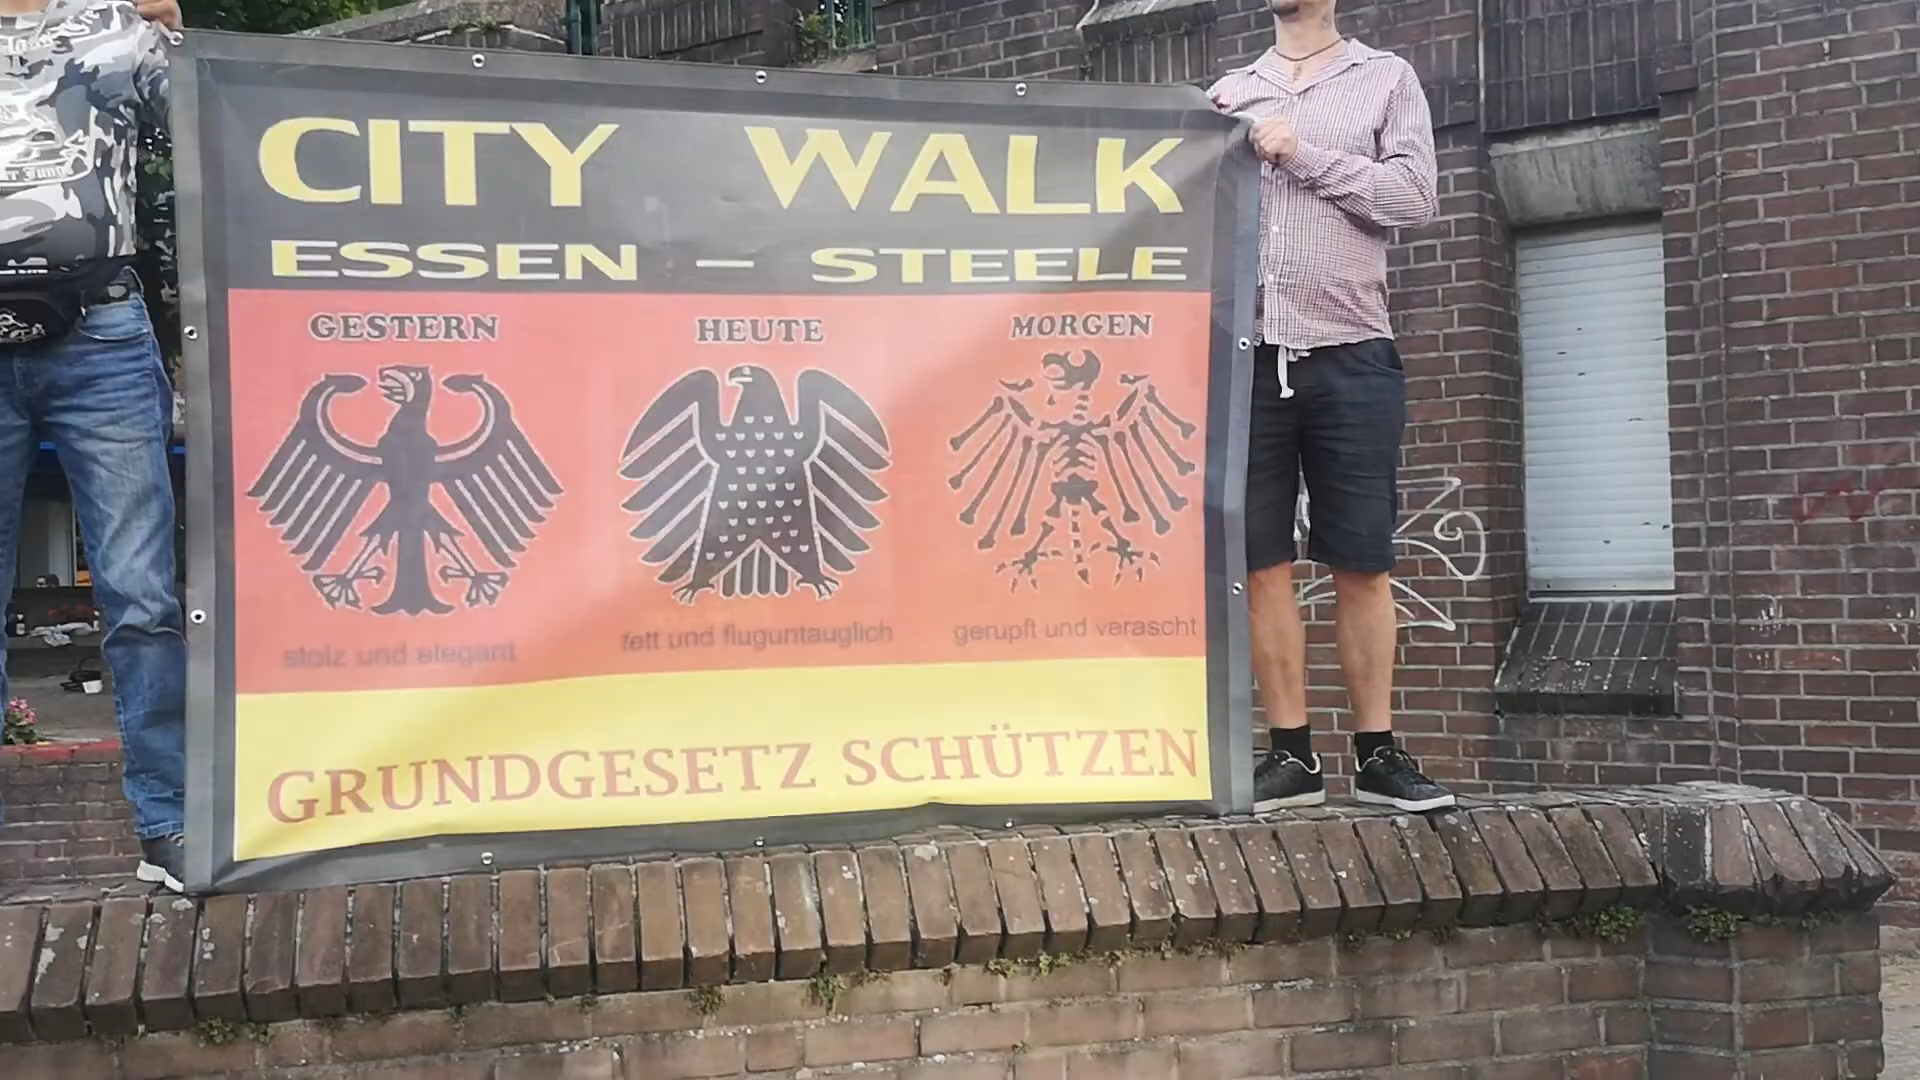 CITY WALK
ESSEN – STEELE
GESTERN HEUTE MORGEN
stolz und elegant fett und fluguntauglich gerupft und verascht
GRUNDGESETZ SCHÜTZEN